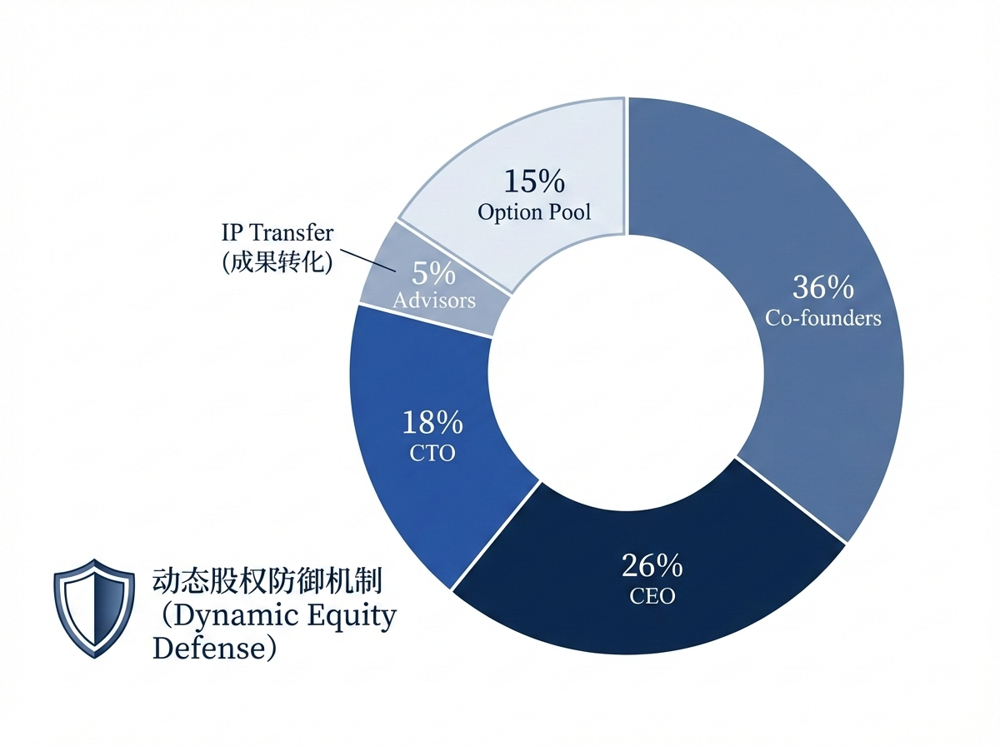 15%
Option Pool
IP Transfer
(成果转化)
5%
Advisors
36%
Co-founders
18%
CTO
26%
CEO
动态股权防御机制
（Dynamic Equity
Defense）